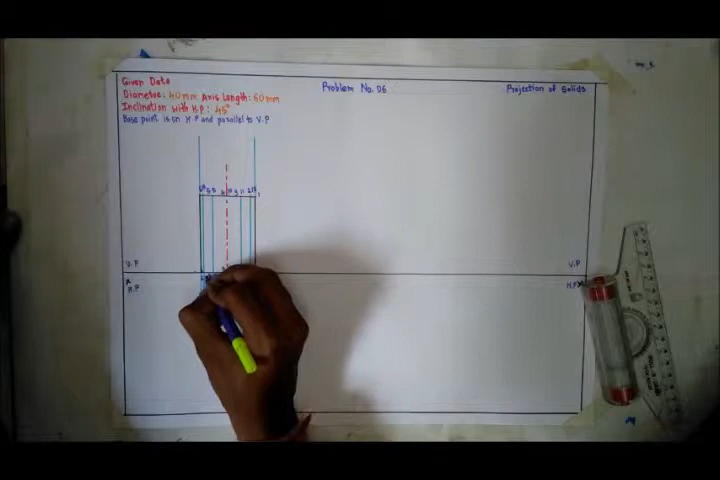 Given Data
Diameter: 40mm Axis Length: 60mm
Inclination with H.P: 45°
Base point is on H.P and parallel to V.P
Problem No. 06
Projection of Solids
V.P
H.P
V.P
H.P